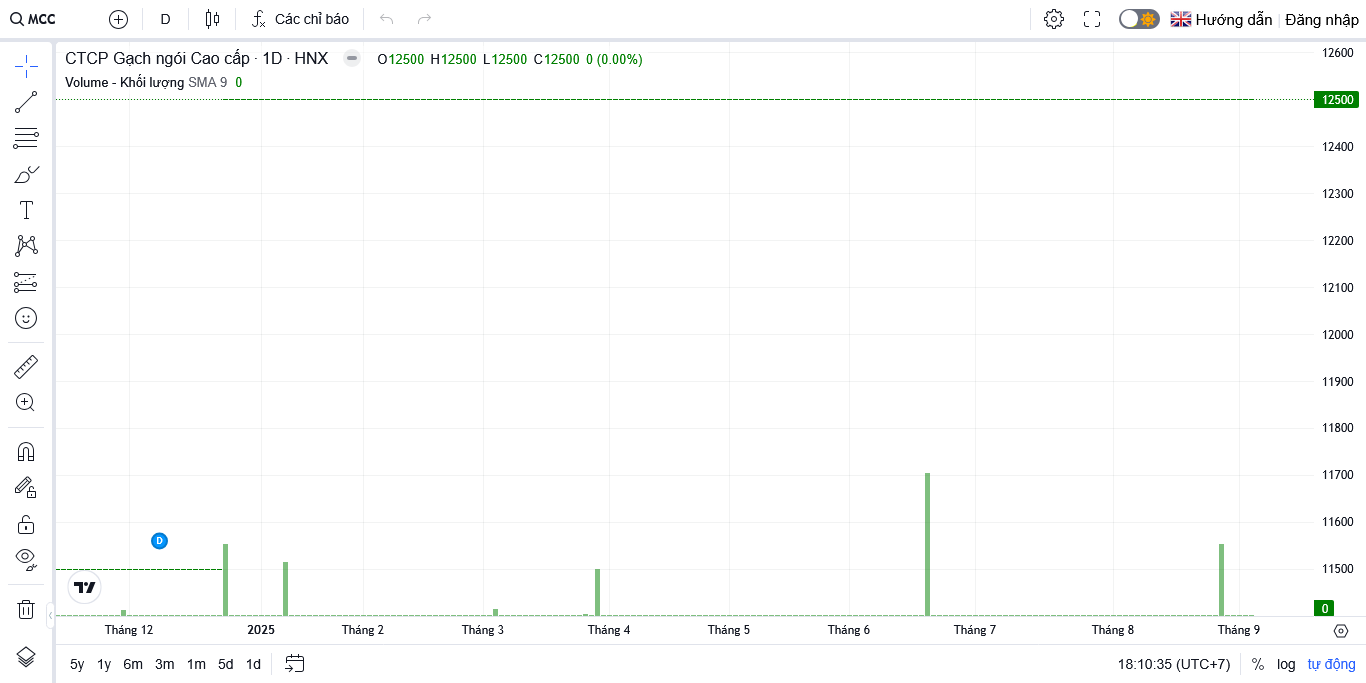 MCC D Các chỉ báo Hướng dẫn Đăng nhập
CTCP Gạch ngói Cao cấp · 1D · HNX O12500 H12500 L12500 C12500 0 (0.00%)
Volume - Khối lượng SMA 9 0
12600
12500
12400
12300
12200
12100
12000
11900
11800
11700
11600
D
11500
0
Tháng 12 2025 Tháng 2 Tháng 3 Tháng 4 Tháng 5 Tháng 6 Tháng 7 Tháng 8 Tháng 9
5y 1y 6m 3m 1m 5d 1d 18:10:35 (UTC+7) % log tự động